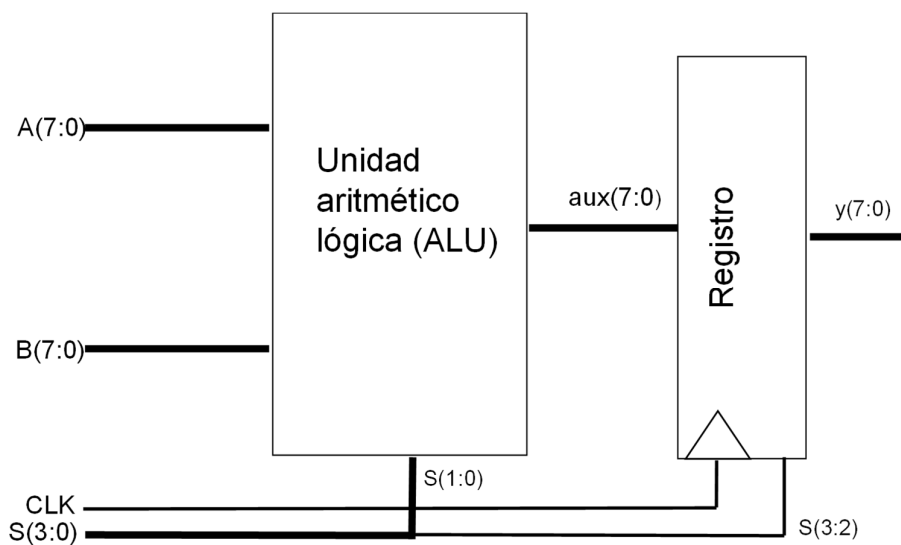 A(7:0)
B(7:0)
Unidad
aritmético
lógica (ALU)
aux(7:0)
Registro
y(7:0)
S(1:0)
CLK
S(3:0)
S(3:2)